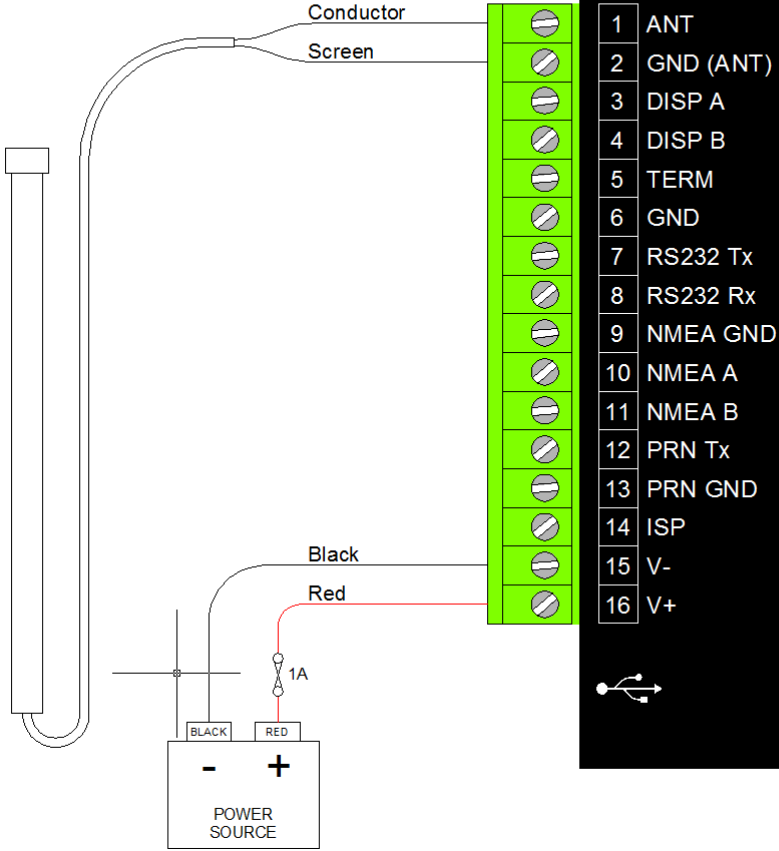 Conductor
Screen
1 ANT
2 GND (ANT)
3 DISP A
4 DISP B
5 TERM
6 GND
7 RS232 Tx
8 RS232 Rx
9 NMEA GND
10 NMEA A
11 NMEA B
12 PRN Tx
13 PRN GND
14 ISP
15 V-
16 V+
Black
Red
1A
BLACK
RED
- +
POWER
SOURCE